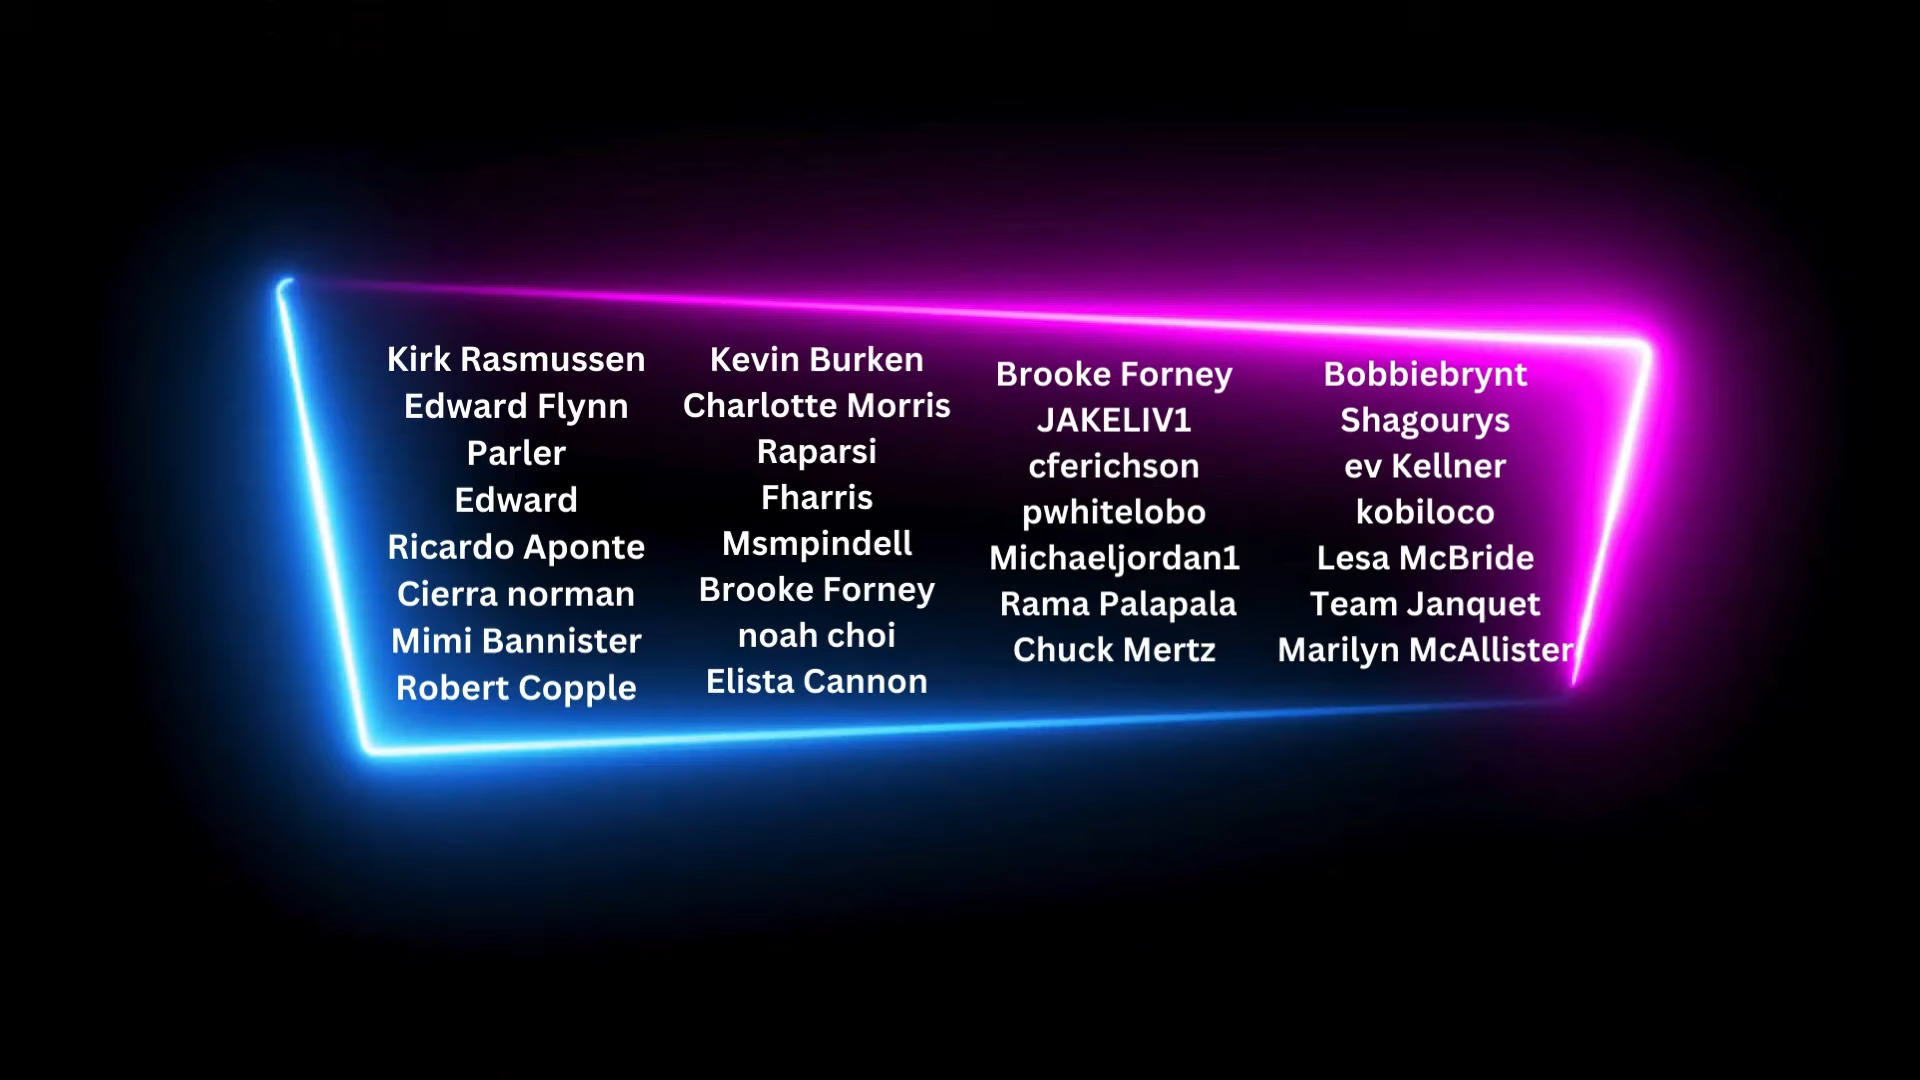 Kirk Rasmussen
Edward Flynn
Parler
Edward
Ricardo Aponte
Cierra norman
Mimi Bannister
Robert Copple
Kevin Burken
Charlotte Morris
Raparsi
Fharris
Msmpindell
Brooke Forney
noah choi
Elista Cannon
Brooke Forney
JAKELIV1
cferichson
pwhitelobo
Michaeljordan1
Rama Palapala
Chuck Mertz
Bobbiebrynt
Shagourys
ev Kellner
kobiloco
Lesa McBride
Team Janquet
Marilyn McAllister